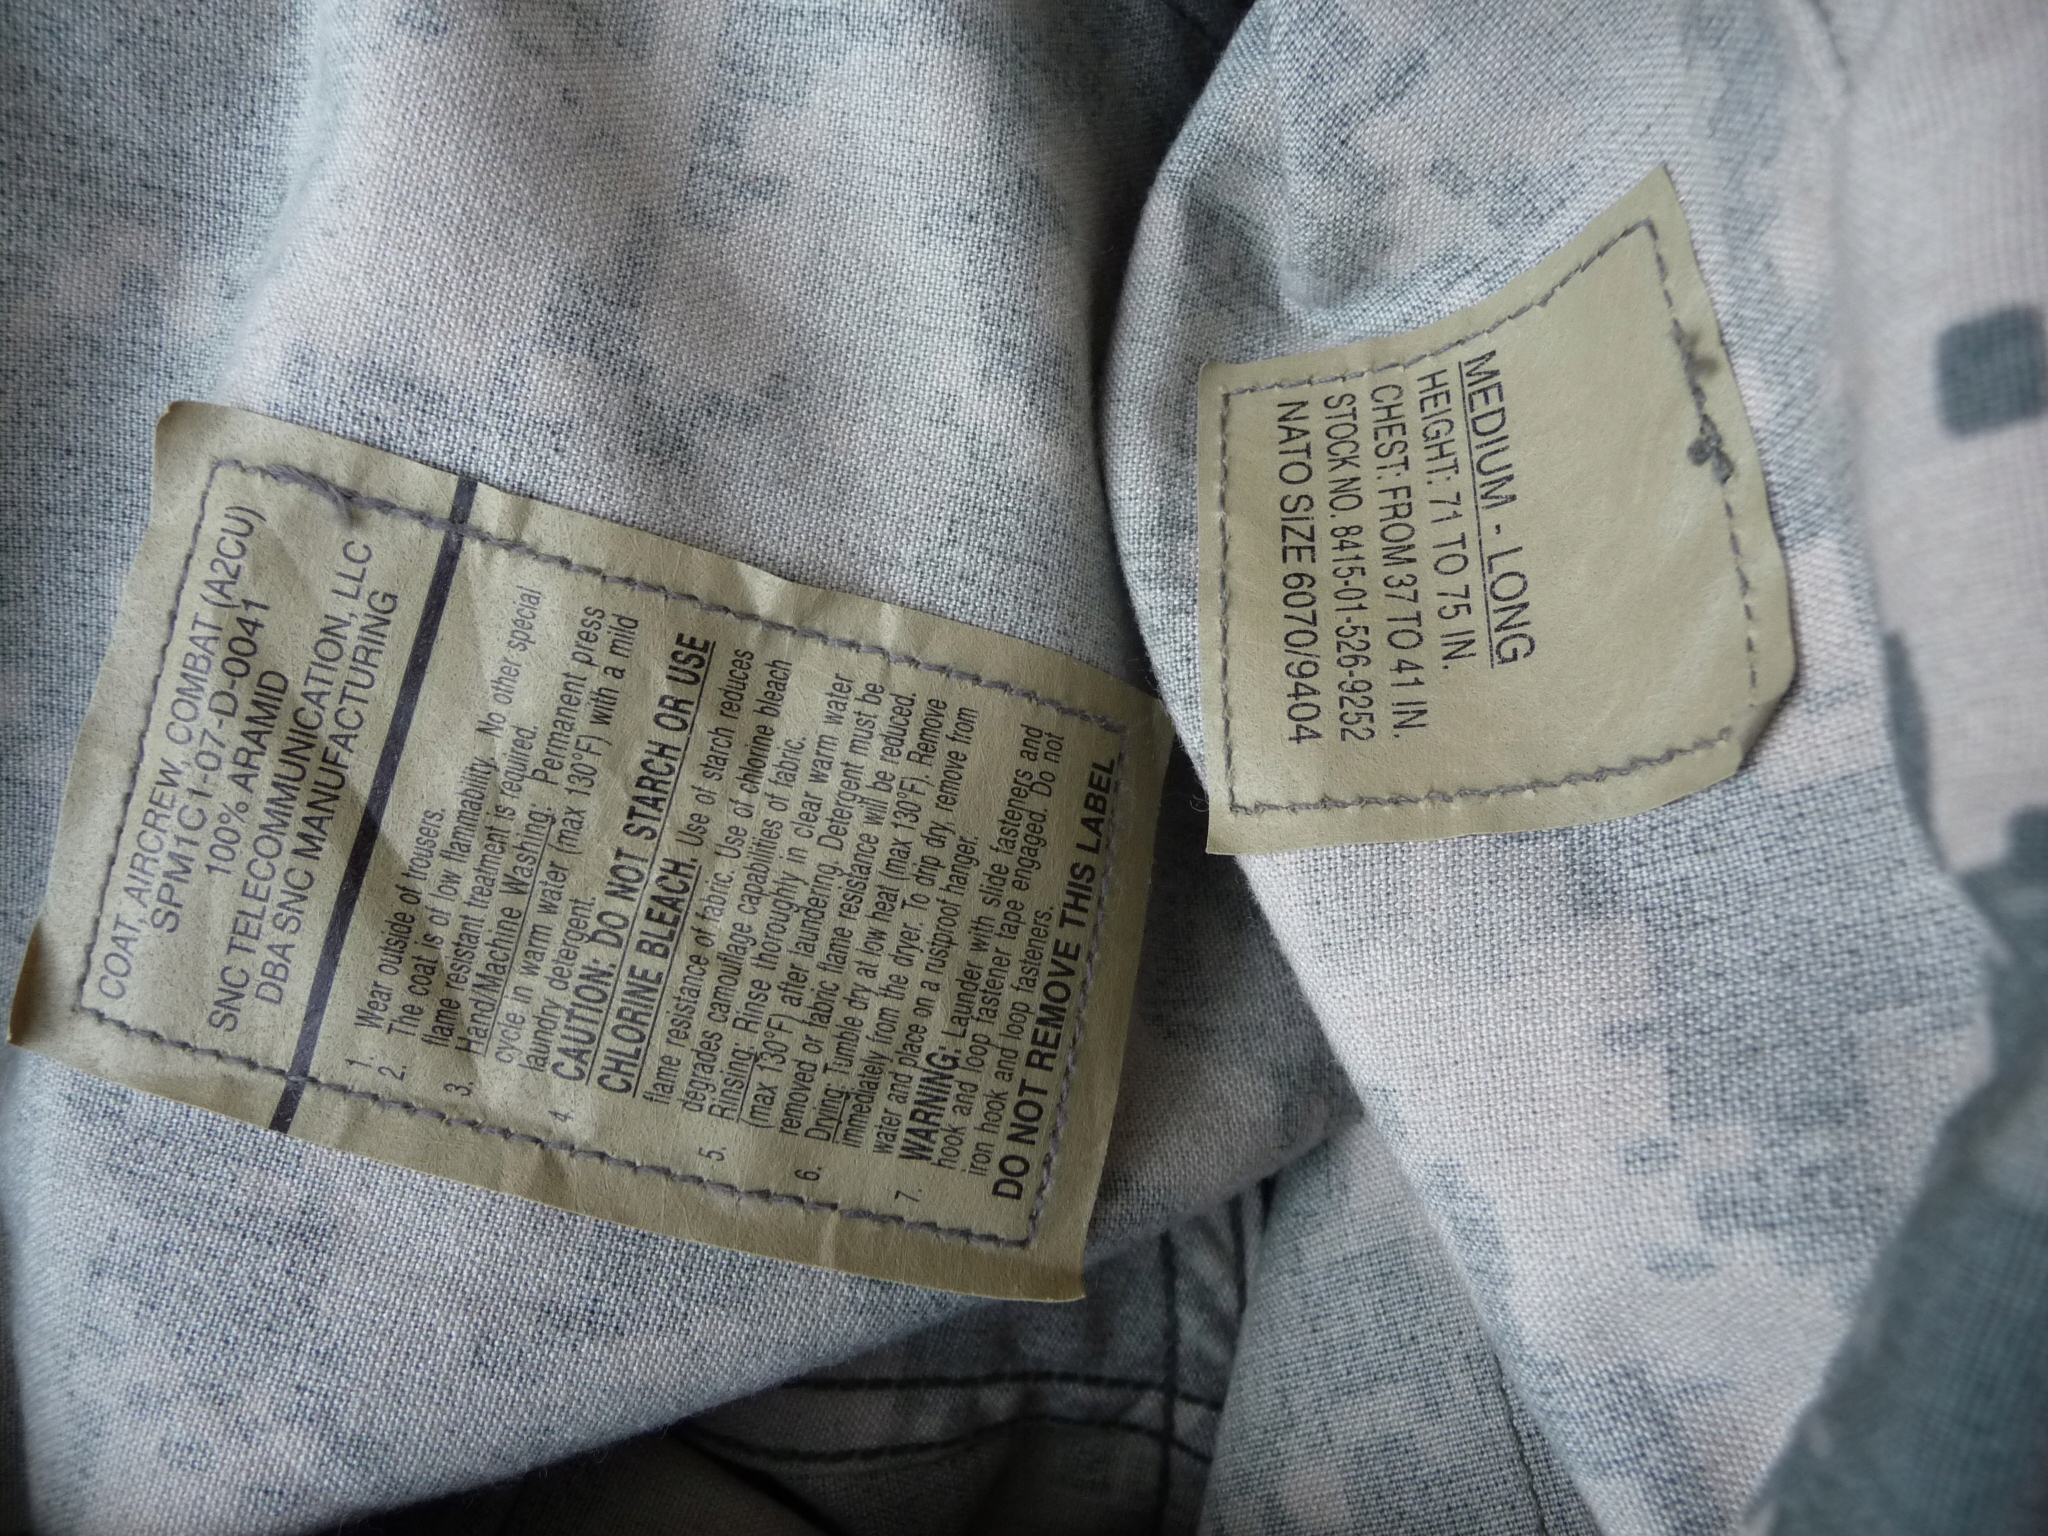 COAT, AIRCREW, COMBAT (A2CU)
SPM1C1-07-D-0041
100% ARAMID
SNC TELECOMMUNICATION, LLC
DBA SNC MANUFACTURING
1. Wear outside of trousers.
2. The coat is of low flammability. No other special
flame resistant treatment is required.
3. Hand/Machine Washing: Permanent press
cycle in warm water (max 130°F) with a mild
laundry detergent.
4. CAUTION: DO NOT STARCH OR USE
CHLORINE BLEACH. Use of starch reduces
flame resistance of fabric. Use of chlorine bleach
degrades camouflage capabilities of fabric.
5. Rinsing: Rinse thoroughly in clear warm water
(max 130°F) after laundering. Detergent must be
removed or fabric flame resistance will be reduced.
6. Drying: Tumble dry at low heat (max 130°F). Remove
immediately from the dryer. To drip dry, remove from
water and place on a rustproof hanger.
7. WARNING: Launder with slide fasteners and
hook and loop fastener tape engaged. Do not
iron hook and loop fasteners.
DO NOT REMOVE THIS LABEL
MEDIUM - LONG
HEIGHT: 71 TO 75 IN.
CHEST: FROM 37 TO 41 IN.
STOCK NO. 8415-01-526-9252
NATO SIZE 6070/9404